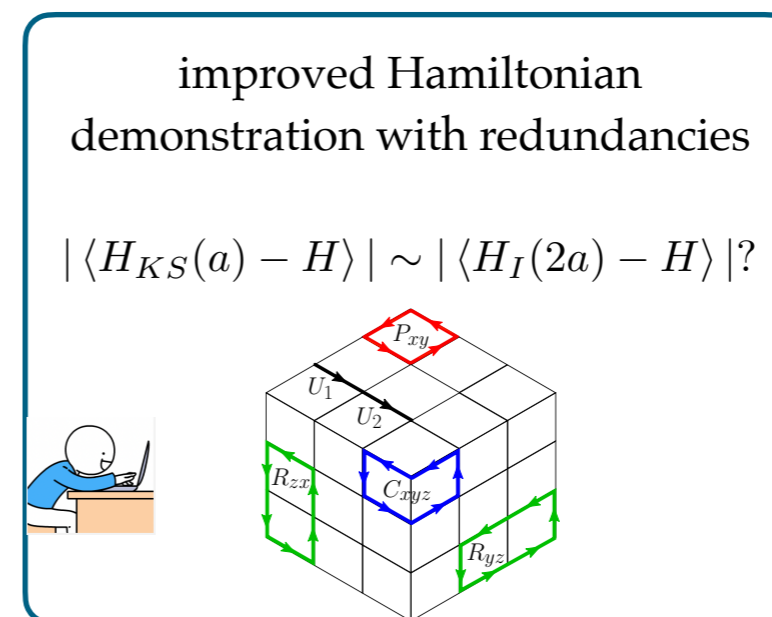 improved Hamiltonian
demonstration with redundancies
| ⟨H_{KS}(a) − H⟩ | ∼ | ⟨H_I(2a) − H⟩ |?
P_{xy}
U_1
U_2
R_{zx}
C_{xyz}
R_{yz}